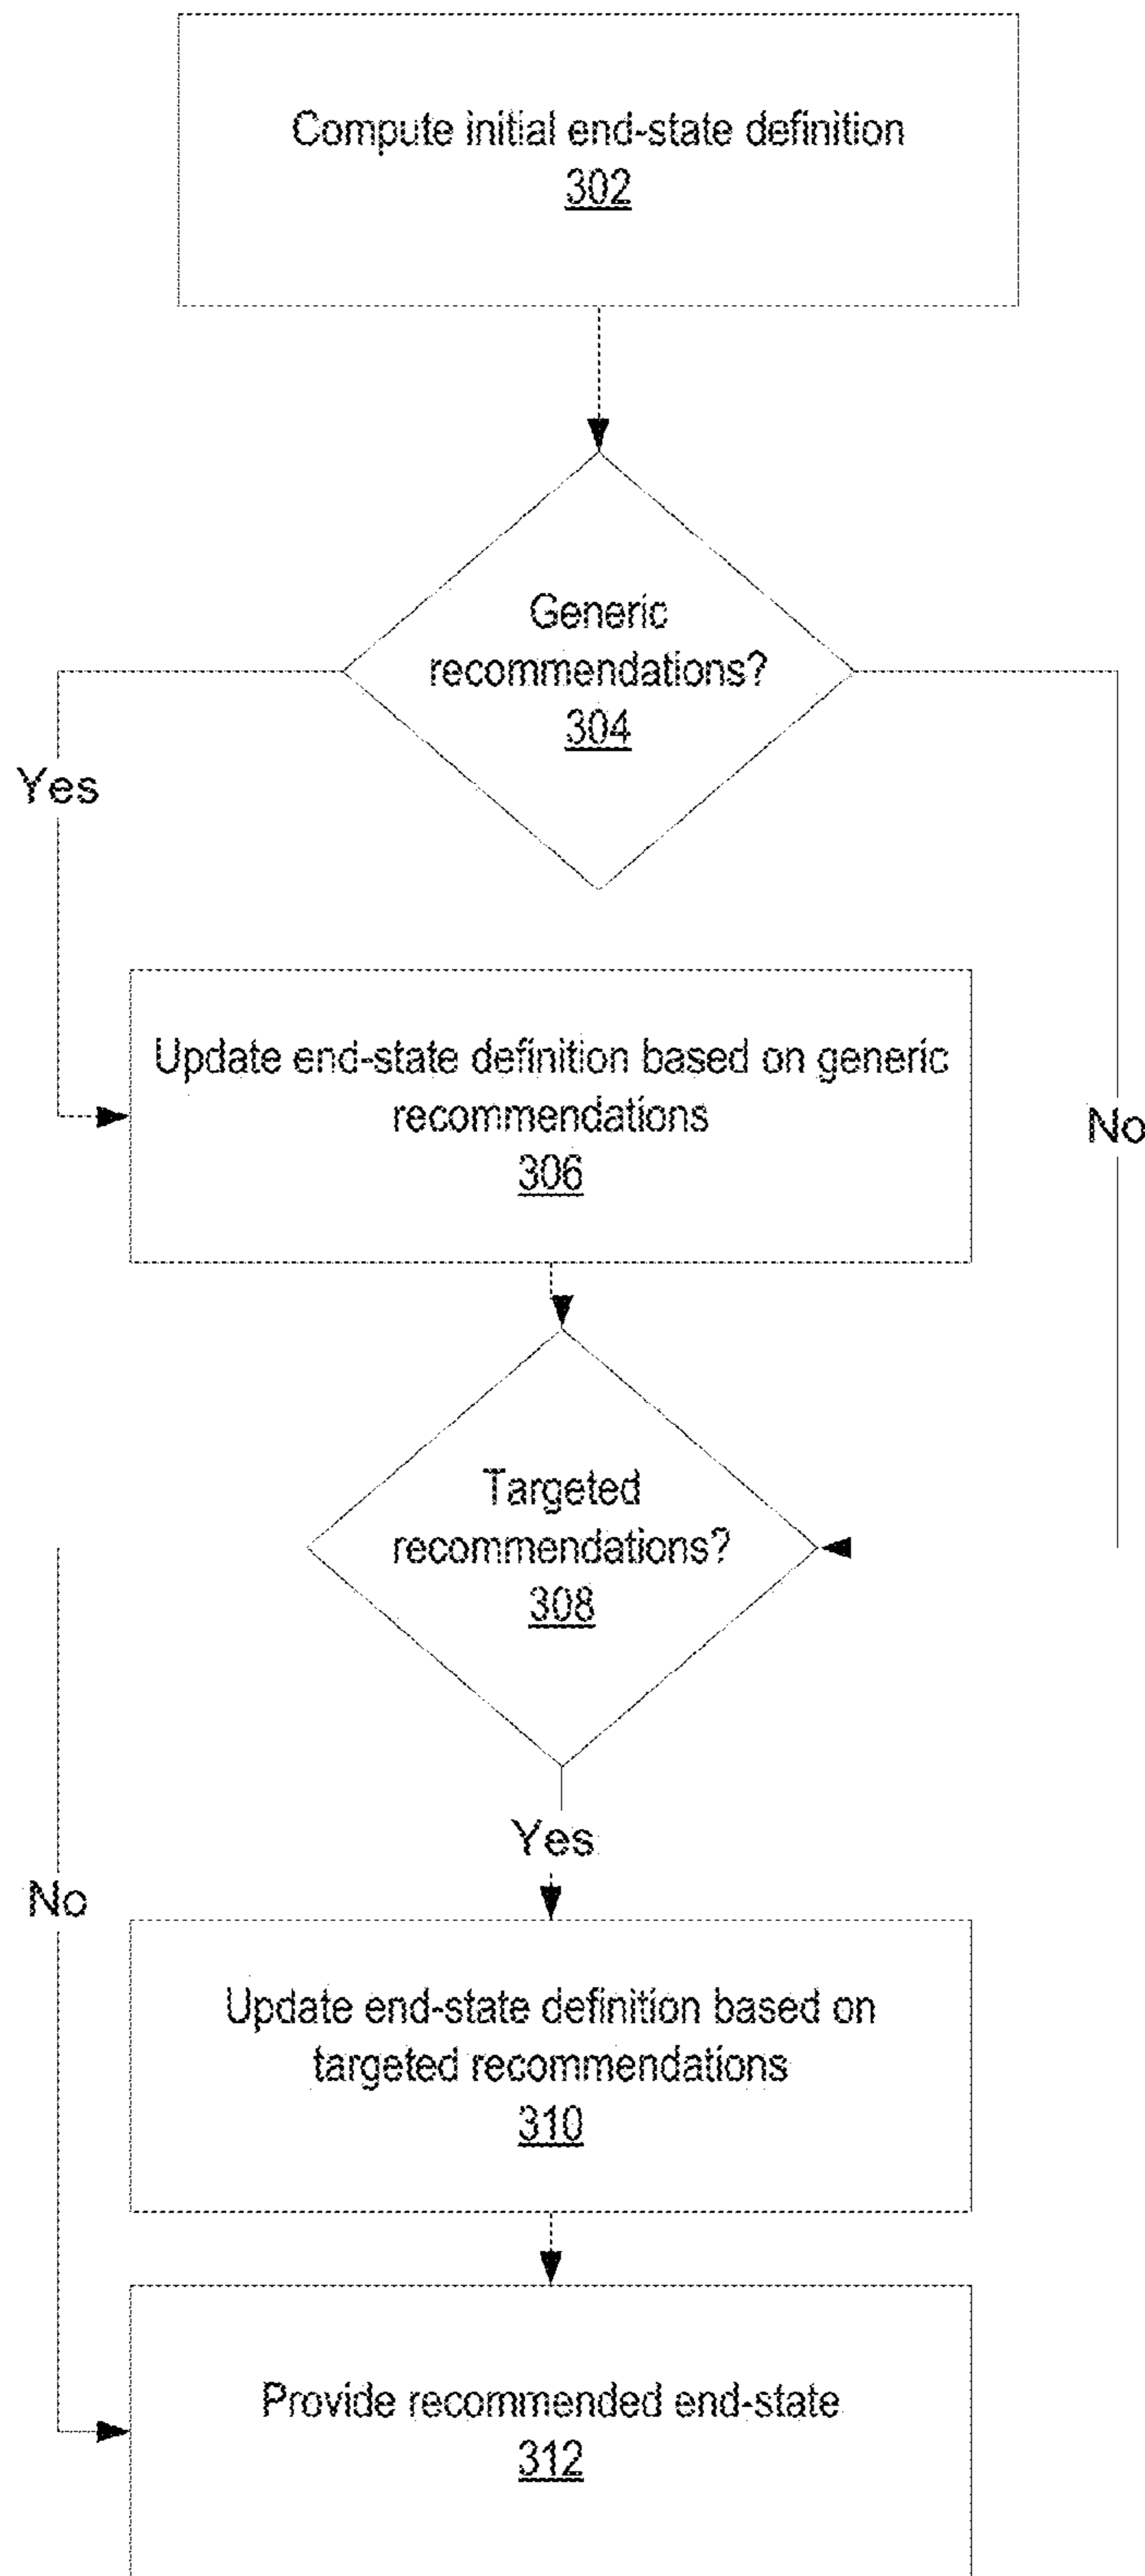 Compute initial end-state definition
302
Generic
recommendations?
304
Yes
Update end-state definition based on generic
recommendations
306
No
Targeted
recommendations?
308
Yes
No
Update end-state definition based on
targeted recommendations
310
Provide recommended end-state
312